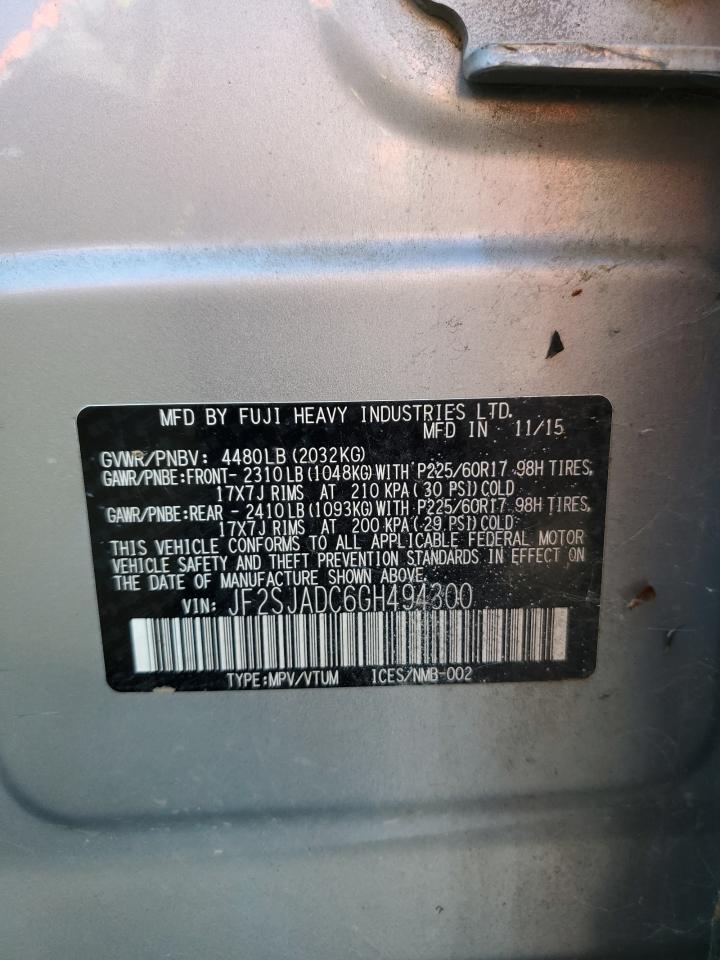 MFD BY FUJI HEAVY INDUSTRIES LTD.
MFD IN 11/15
GVWR/PNBV: 4480LB (2032KG)
GAWR/PNBE:FRONT- 2310 LB (1048KG) WITH P225/60R17 98H TIRES,
17X7J RIMS AT 210 KPA (30 PSI) COLD
GAWR/PNBE:REAR - 2410 LB (1093KG) WITH P225/60R17 98H TIRES,
17X7J RIMS AT 200 KPA (29 PSI) COLD
THIS VEHICLE CONFORMS TO ALL APPLICABLE FEDERAL MOTOR
VEHICLE SAFETY AND THEFT PREVENTION STANDARDS IN EFFECT ON
THE DATE OF MANUFACTURE SHOWN ABOVE.
VIN: JF2SJADC6GH494300
TYPE:MPV/VTUM ICES/NMB-002